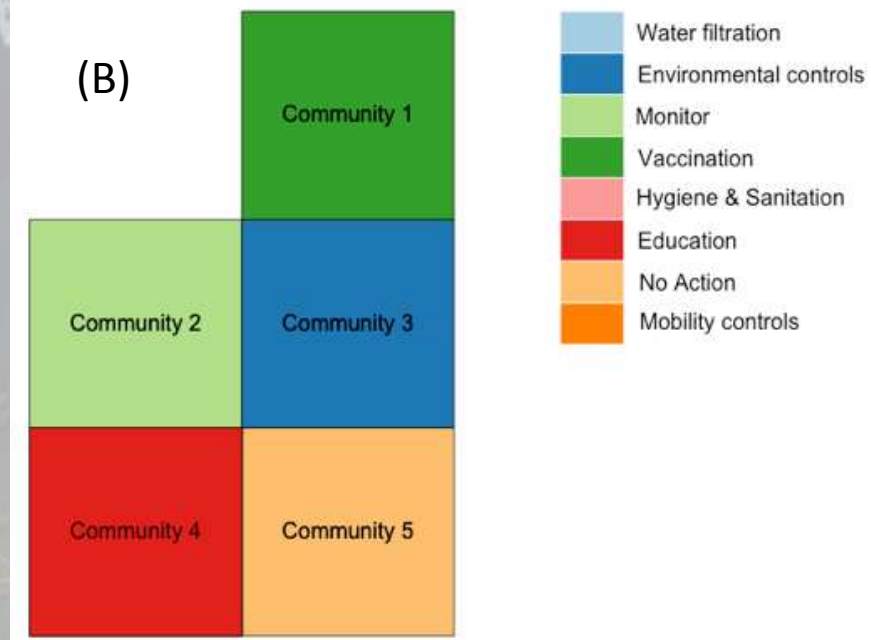 (B)
Community 1
Community 2
Community 3
Community 4
Community 5
Water filtration
Environmental controls
Monitor
Vaccination
Hygiene & Sanitation
Education
No Action
Mobility controls